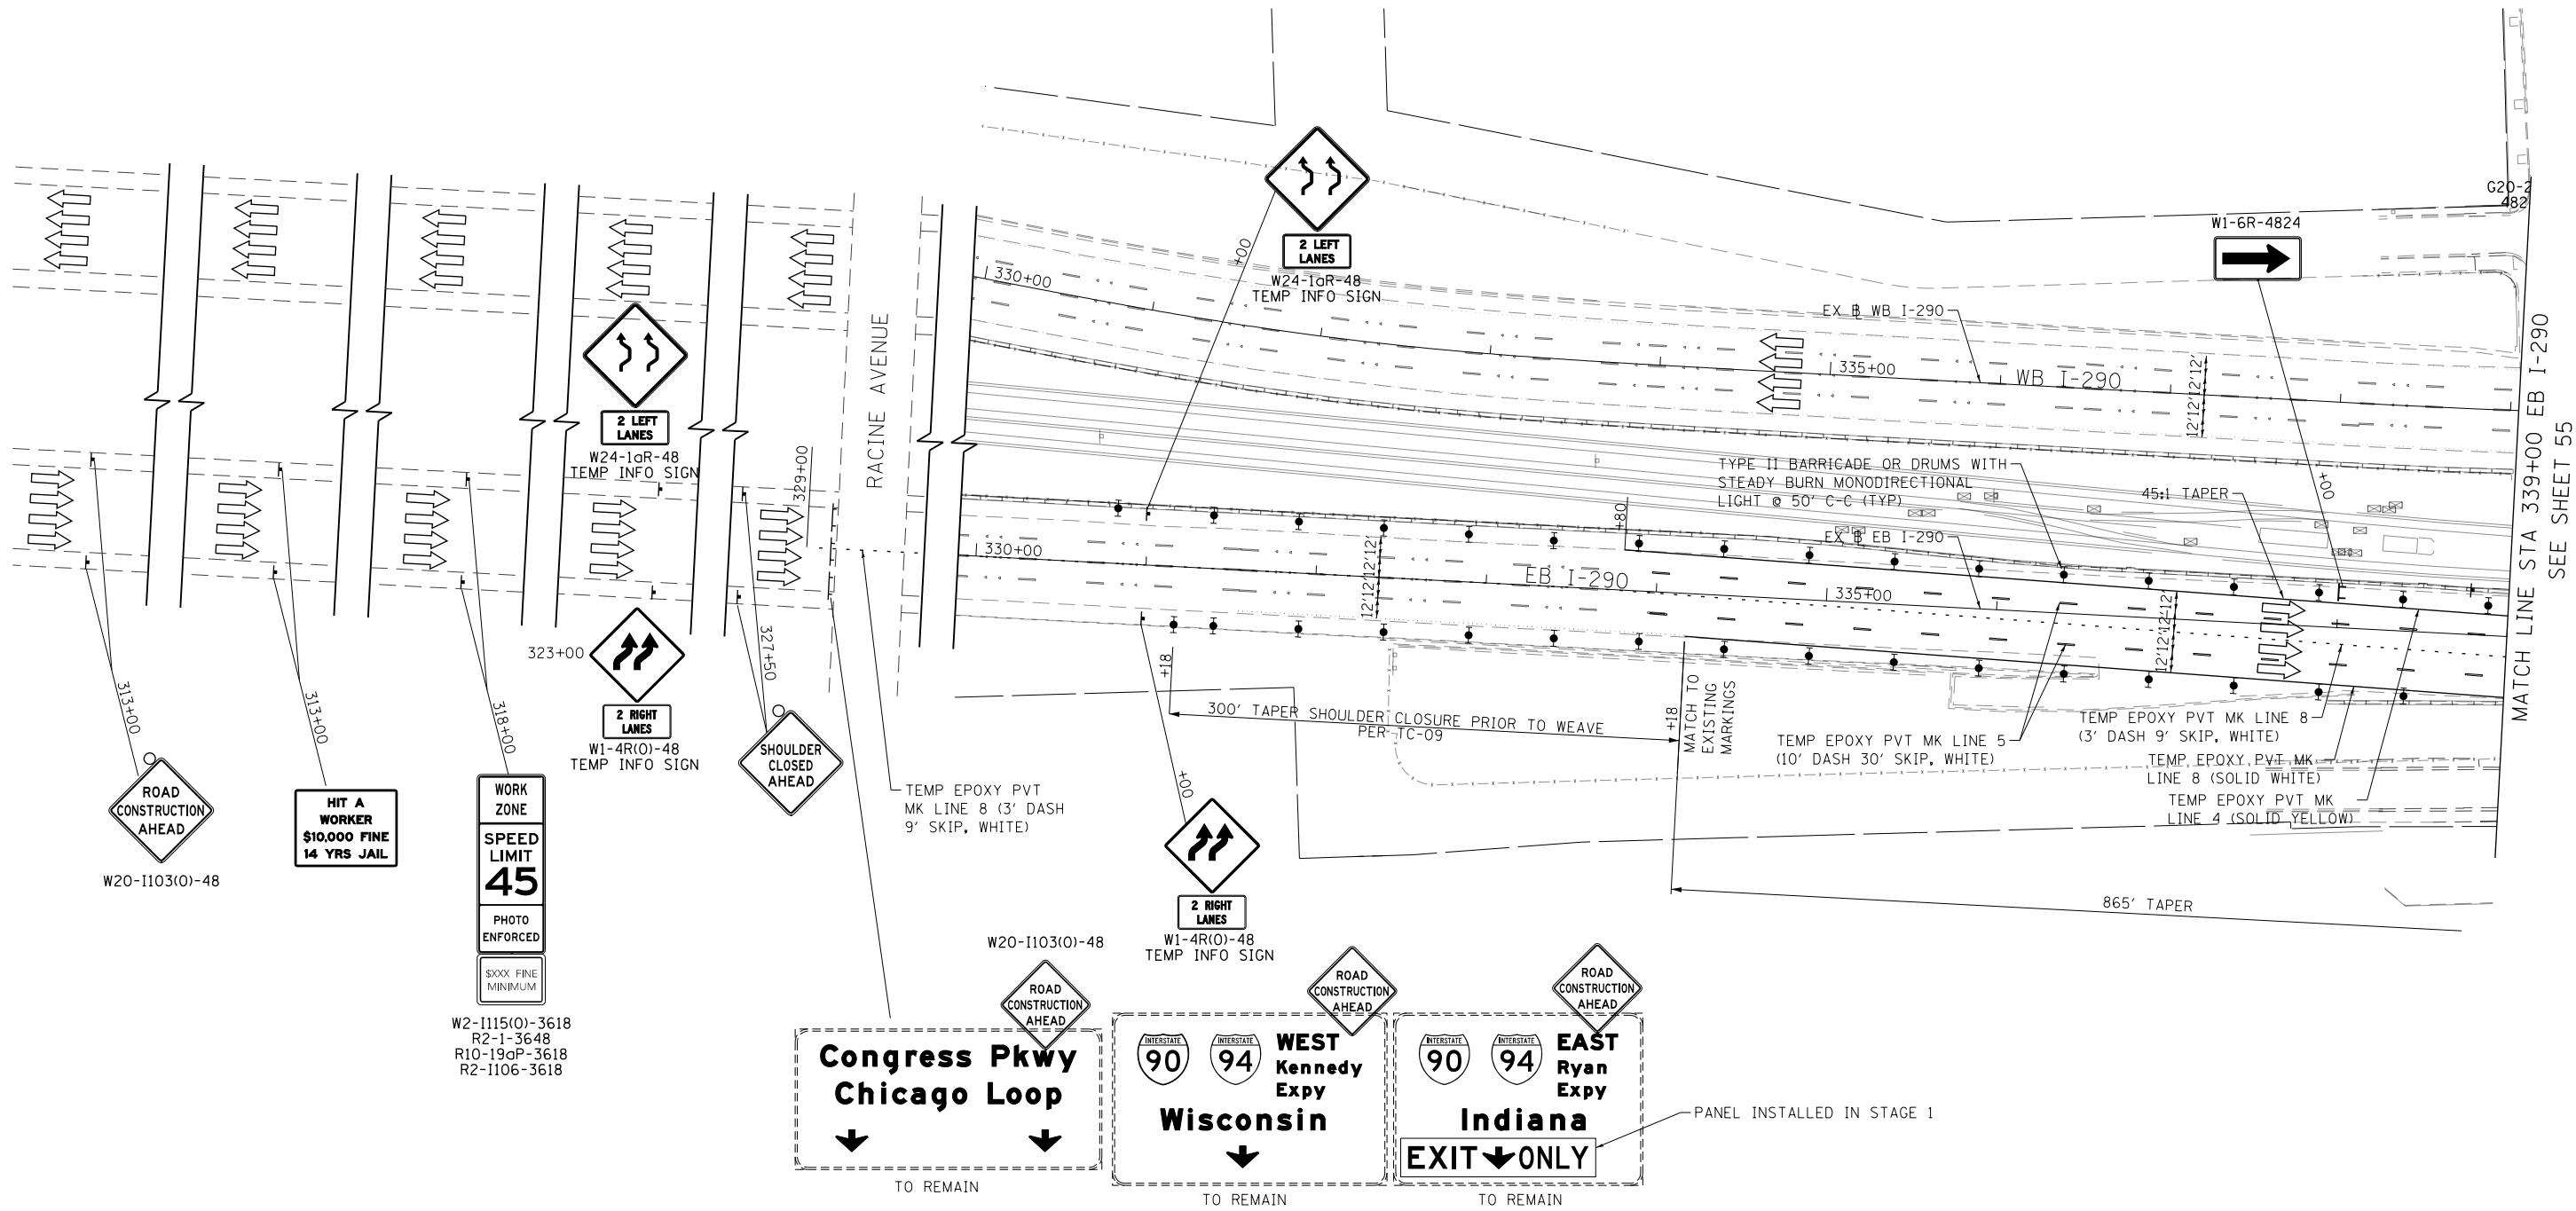 2 LEFT
LANES
W24-1aR-48
TEMP INFO SIGN
+00
G20-2
482
W1-6R-4824
+00
330+00
EX ℄ WB I-290
335+00
WB I-290
12'12'12'12'
MATCH LINE STA 339+00 EB I-290
SEE SHEET 55
RACINE AVENUE
2 LEFT
LANES
W24-1aR-48
TEMP INFO SIGN
329+00
TYPE II BARRICADE OR DRUMS WITH
STEADY BURN MONODIRECTIONAL
LIGHT @ 50' C-C (TYP)
45:1 TAPER
+80
EX ℄ EB I-290
330+00
EB I-290
335+00
12'12'12'12'
12'12'12'12'
313+00
313+00
318+00
323+00
327+50
2 RIGHT
LANES
W1-4R(O)-48
TEMP INFO SIGN
+18
300' TAPER SHOULDER CLOSURE PRIOR TO WEAVE
PER TC-09
+18
MATCH TO
EXISTING
MARKINGS
TEMP EPOXY PVT MK LINE 5
(10' DASH 30' SKIP, WHITE)
TEMP EPOXY PVT MK LINE 8
(3' DASH 9' SKIP, WHITE)
TEMP EPOXY PVT MK
LINE 8 (SOLID WHITE)
TEMP EPOXY PVT MK
LINE 4 (SOLID YELLOW)
ROAD
CONSTRUCTION
AHEAD
W20-I103(O)-48
HIT A
WORKER
$10,000 FINE
14 YRS JAIL
WORK
ZONE
SPEED
LIMIT
45
PHOTO
ENFORCED
$XXX FINE
MINIMUM
W2-I115(O)-3618
R2-1-3648
R10-19aP-3618
R2-I106-3618
SHOULDER
CLOSED
AHEAD
TEMP EPOXY PVT
MK LINE 8 (3' DASH
9' SKIP, WHITE)
+00
2 RIGHT
LANES
W1-4R(O)-48
TEMP INFO SIGN
865' TAPER
W20-I103(O)-48
ROAD
CONSTRUCTION
AHEAD
Congress Pkwy
Chicago Loop
TO REMAIN
ROAD
CONSTRUCTION
AHEAD
INTERSTATE
90
INTERSTATE
94
WEST
Kennedy
Expy
Wisconsin
TO REMAIN
ROAD
CONSTRUCTION
AHEAD
INTERSTATE
90
INTERSTATE
94
EAST
Ryan
Expy
Indiana
EXIT ONLY
TO REMAIN
PANEL INSTALLED IN STAGE 1